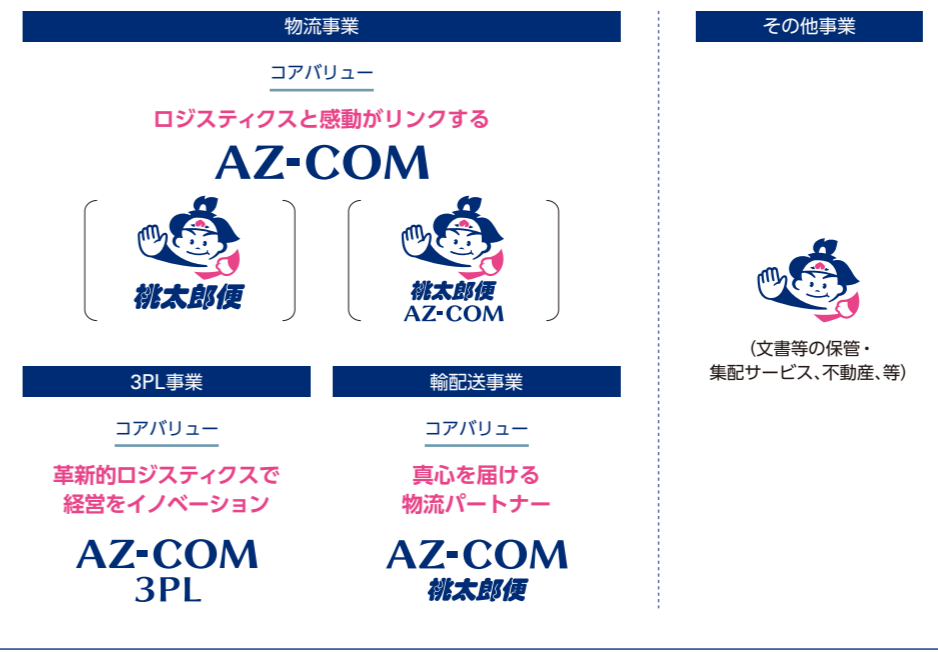 物流事業
コアバリュー
ロジスティクスと感動がリンクする
AZ-COM
桃太郎便
桃太郎便
AZ-COM
3PL事業
コアバリュー
革新的ロジスティクスで
経営をイノベーション
AZ-COM
3PL
輸配送事業
コアバリュー
真心を届ける
物流パートナー
AZ-COM
桃太郎便
その他事業
（文書等の保管・
集配サービス、不動産、等）